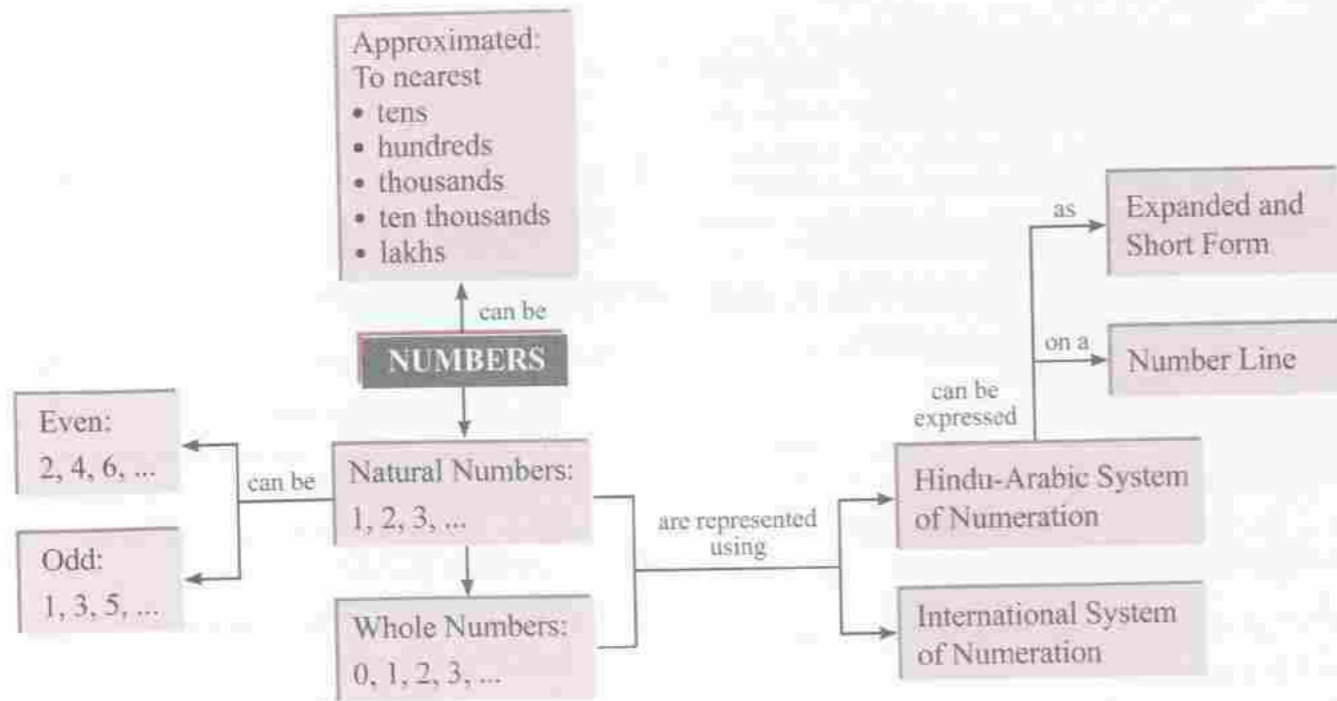 Approximated:
To nearest
• tens
• hundreds
• thousands
• ten thousands
• lakhs
can be
NUMBERS
Even:
2, 4, 6, ...
Odd:
1, 3, 5, ...
can be
Natural Numbers:
1, 2, 3, ...
Whole Numbers:
0, 1, 2, 3, ...
are represented
using
Hindu-Arabic System
of Numeration
International System
of Numeration
can be
expressed
as
Expanded and
Short Form
on a
Number Line